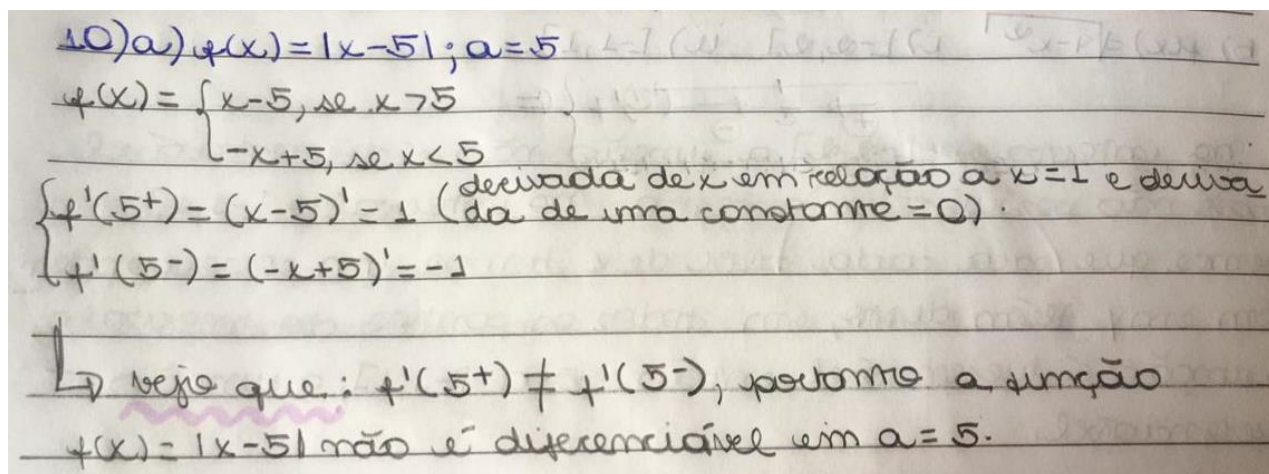 10)a) f(x) = |x-5|; a = 5
f(x) = { x-5, se x > 5
-x+5, se x < 5
{ f'(5+) = (x-5)' = 1 (derivada de x em relação a x = 1 e deriva
da de uma constante = 0).
f'(5-) = (-x+5)' = -1
↳ veja que: f'(5+) ≠ f'(5-), portanto a função
f(x) = |x-5| não é diferenciável em a = 5.